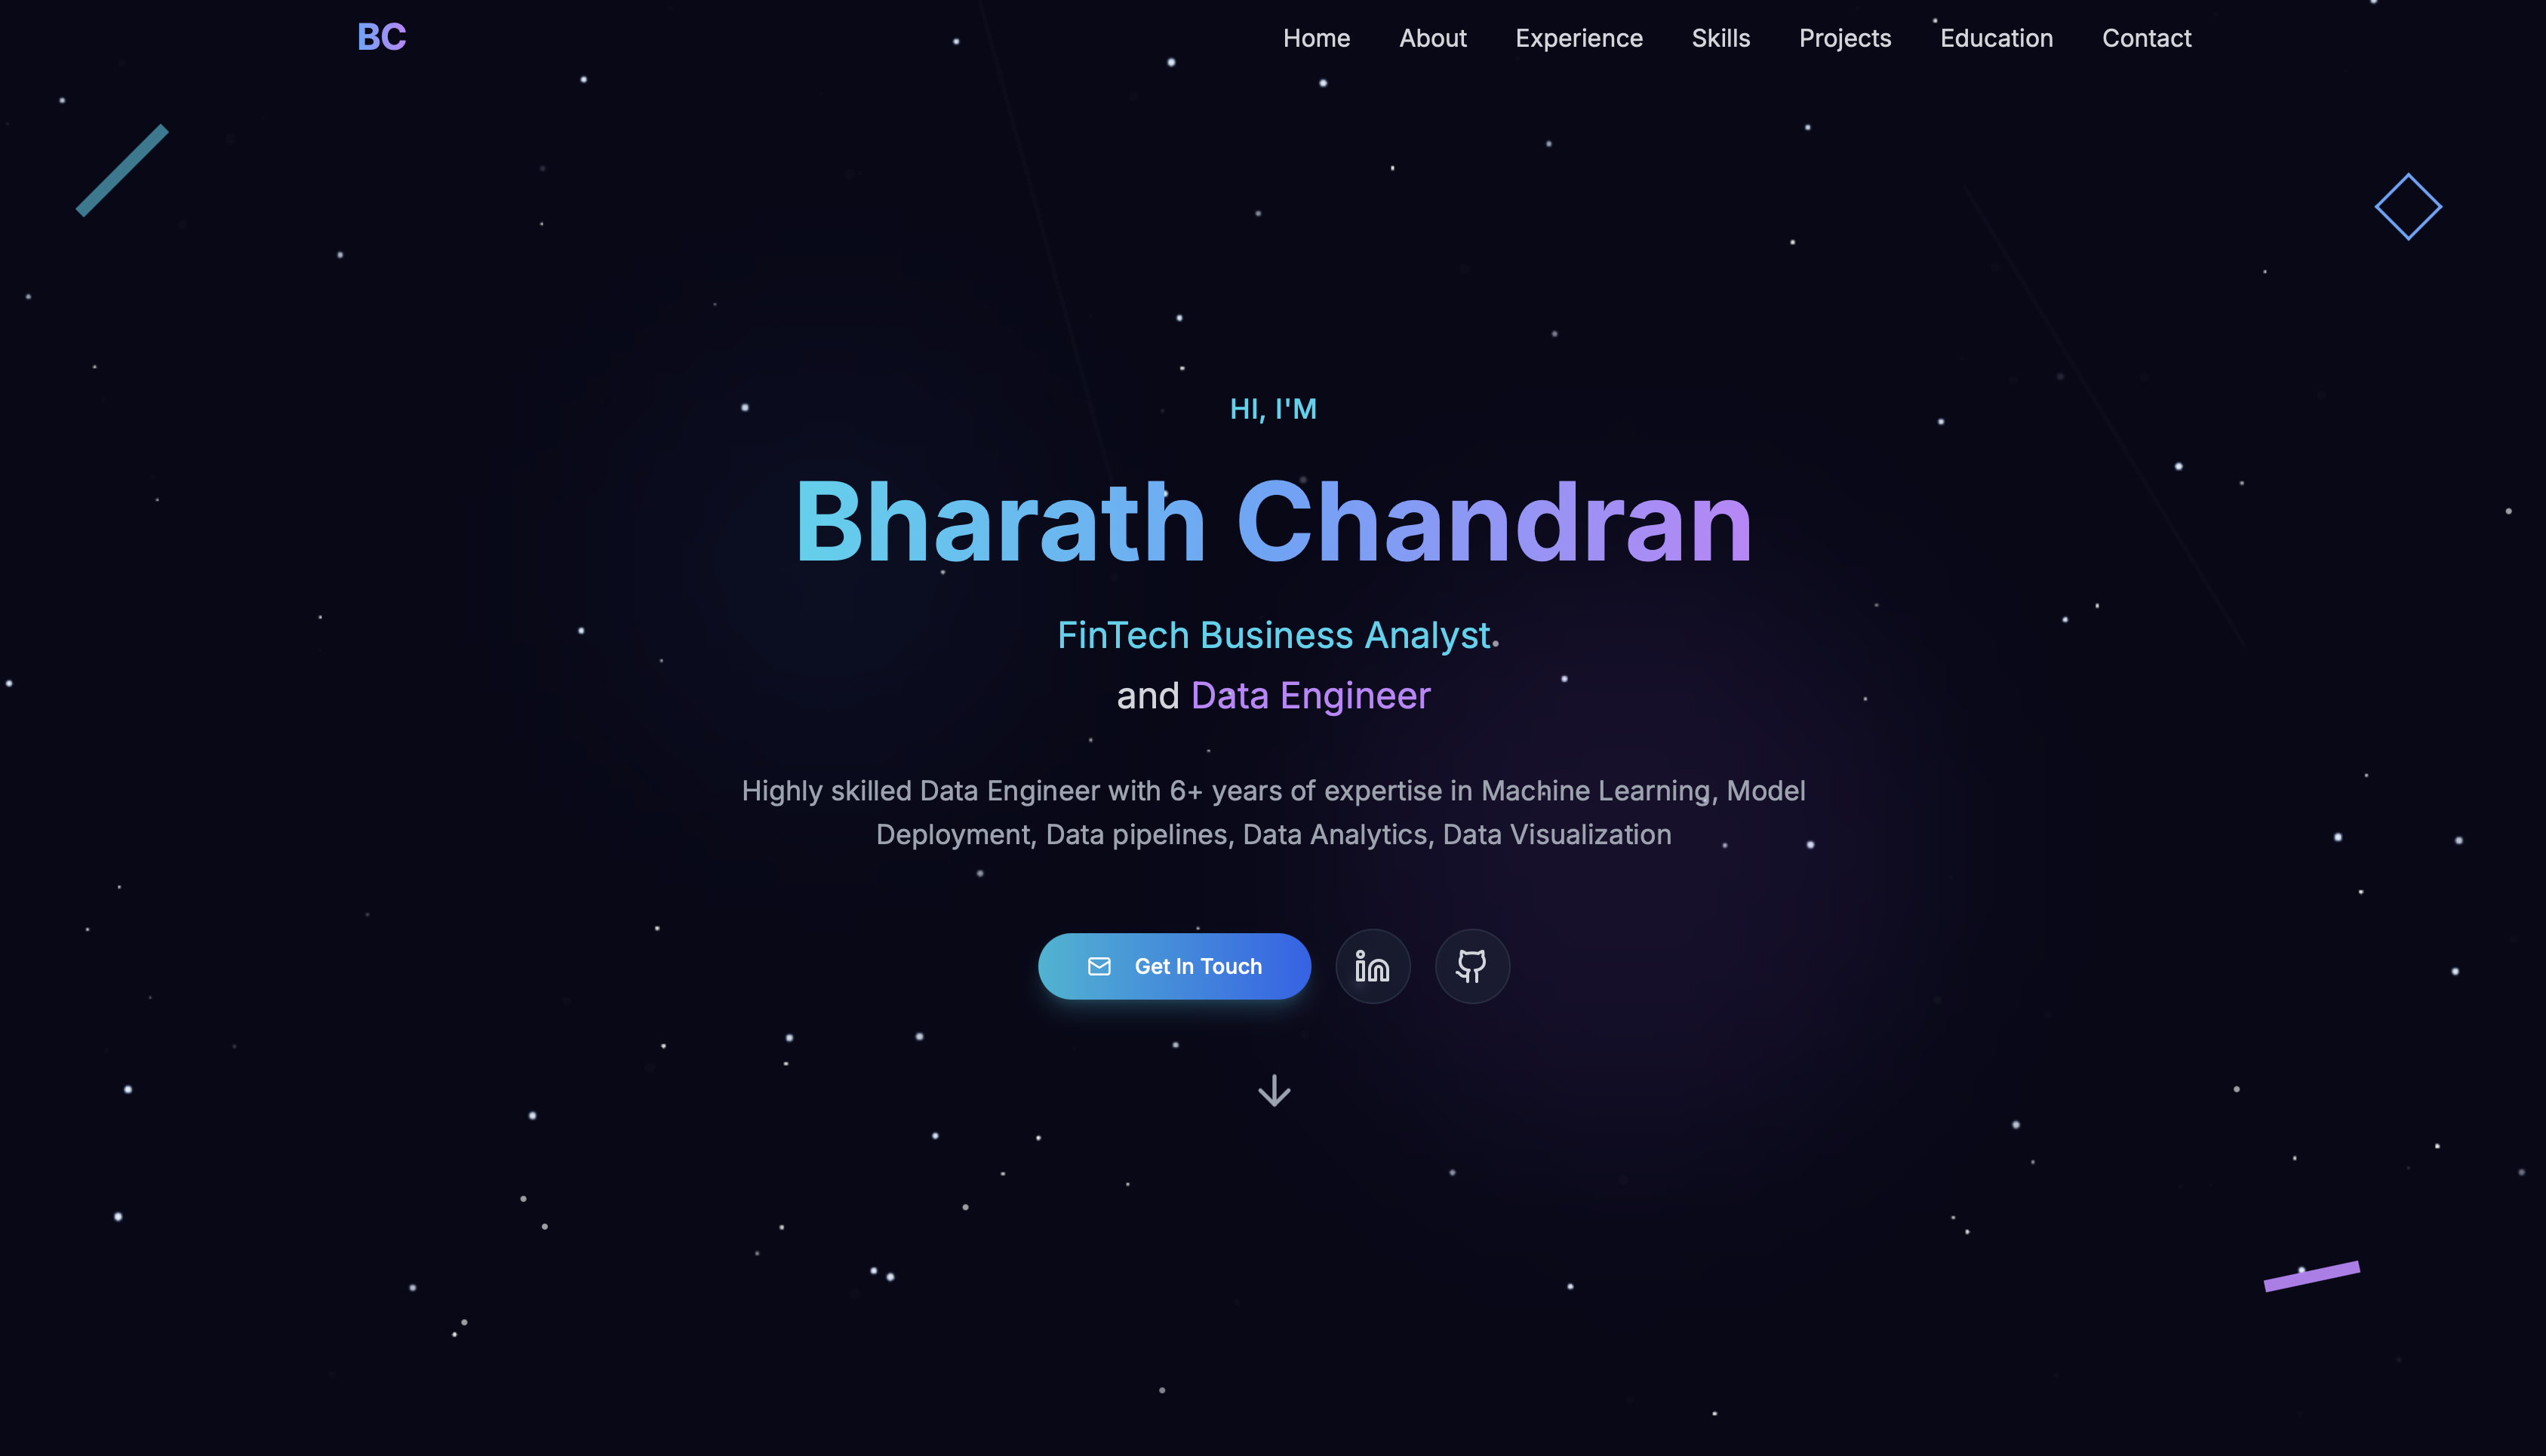 BC
Home About Experience Skills Projects Education Contact
HI, I'M
Bharath Chandran
FinTech Business Analyst
and Data Engineer
Highly skilled Data Engineer with 6+ years of expertise in Machine Learning, Model
Deployment, Data pipelines, Data Analytics, Data Visualization
Get In Touch
in